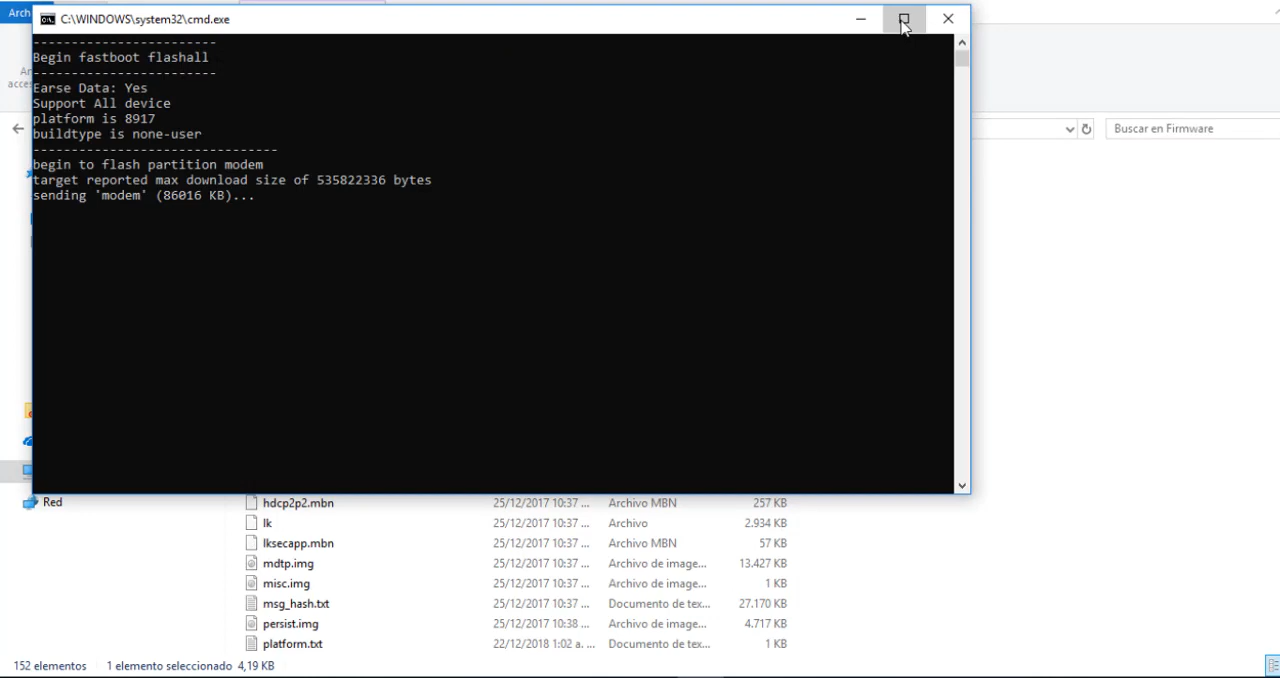 Arch
C:\WINDOWS\system32\cmd.exe
------------------------
Begin fastboot flashall
------------------------
Earse Data: Yes
Support All device
platform is 8917
buildtype is none-user
--------------------------------
begin to flash partition modem
target reported max download size of 535822336 bytes
sending 'modem' (86016 KB)...
Buscar en Firmware
Red
hdcp2p2.mbn 25/12/2017 10:37 ... Archivo MBN 257 KB
lk 25/12/2017 10:37 ... Archivo 2.934 KB
lksecapp.mbn 25/12/2017 10:37 ... Archivo MBN 57 KB
mdtp.img 25/12/2017 10:37 ... Archivo de image... 13.427 KB
misc.img 25/12/2017 10:37 ... Archivo de image... 1 KB
msg_hash.txt 25/12/2017 10:37 ... Documento de tex... 27.170 KB
persist.img 25/12/2017 10:38 ... Archivo de image... 4.717 KB
platform.txt 22/12/2018 1:02 a. ... Documento de tex... 1 KB
152 elementos 1 elemento seleccionado 4,19 KB